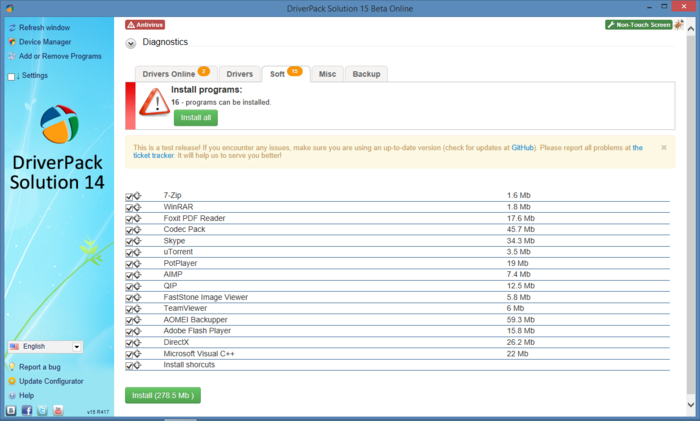 DriverPack Solution 15 Beta Online
Refresh window
Device Manager
Add or Remove Programs
↓ Settings
DriverPack
Solution 14
English
Report a bug
Update Configurator
Help
v15 R417
Antivirus
Non-Touch Screen
Diagnostics
Drivers Online 2
Drivers
Soft 15
Misc
Backup
Install programs:
16 - programs can be installed.
Install all
This is a test release! If you encounter any issues, make sure you are using an up-to-date version (check for updates at GitHub). Please report all problems at the
ticket tracker. It will help us to serve you better!
7-Zip 1.6 Mb
WinRAR 1.8 Mb
Foxit PDF Reader 17.6 Mb
Codec Pack 45.7 Mb
Skype 34.3 Mb
uTorrent 3.5 Mb
PotPlayer 19 Mb
AIMP 7.4 Mb
QIP 12.5 Mb
FastStone Image Viewer 5.8 Mb
TeamViewer 6 Mb
AOMEI Backupper 59.3 Mb
Adobe Flash Player 15.8 Mb
DirectX 26.2 Mb
Microsoft Visual C++ 22 Mb
Install shorcuts
Install (278.5 Mb )